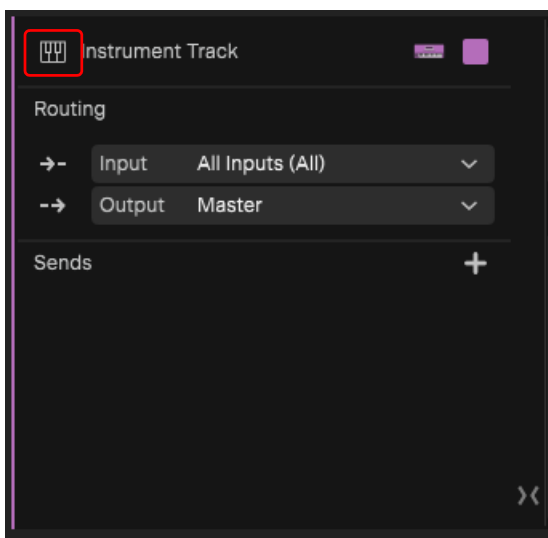 Instrument Track
Routing
Input All Inputs (All)
Output Master
Sends